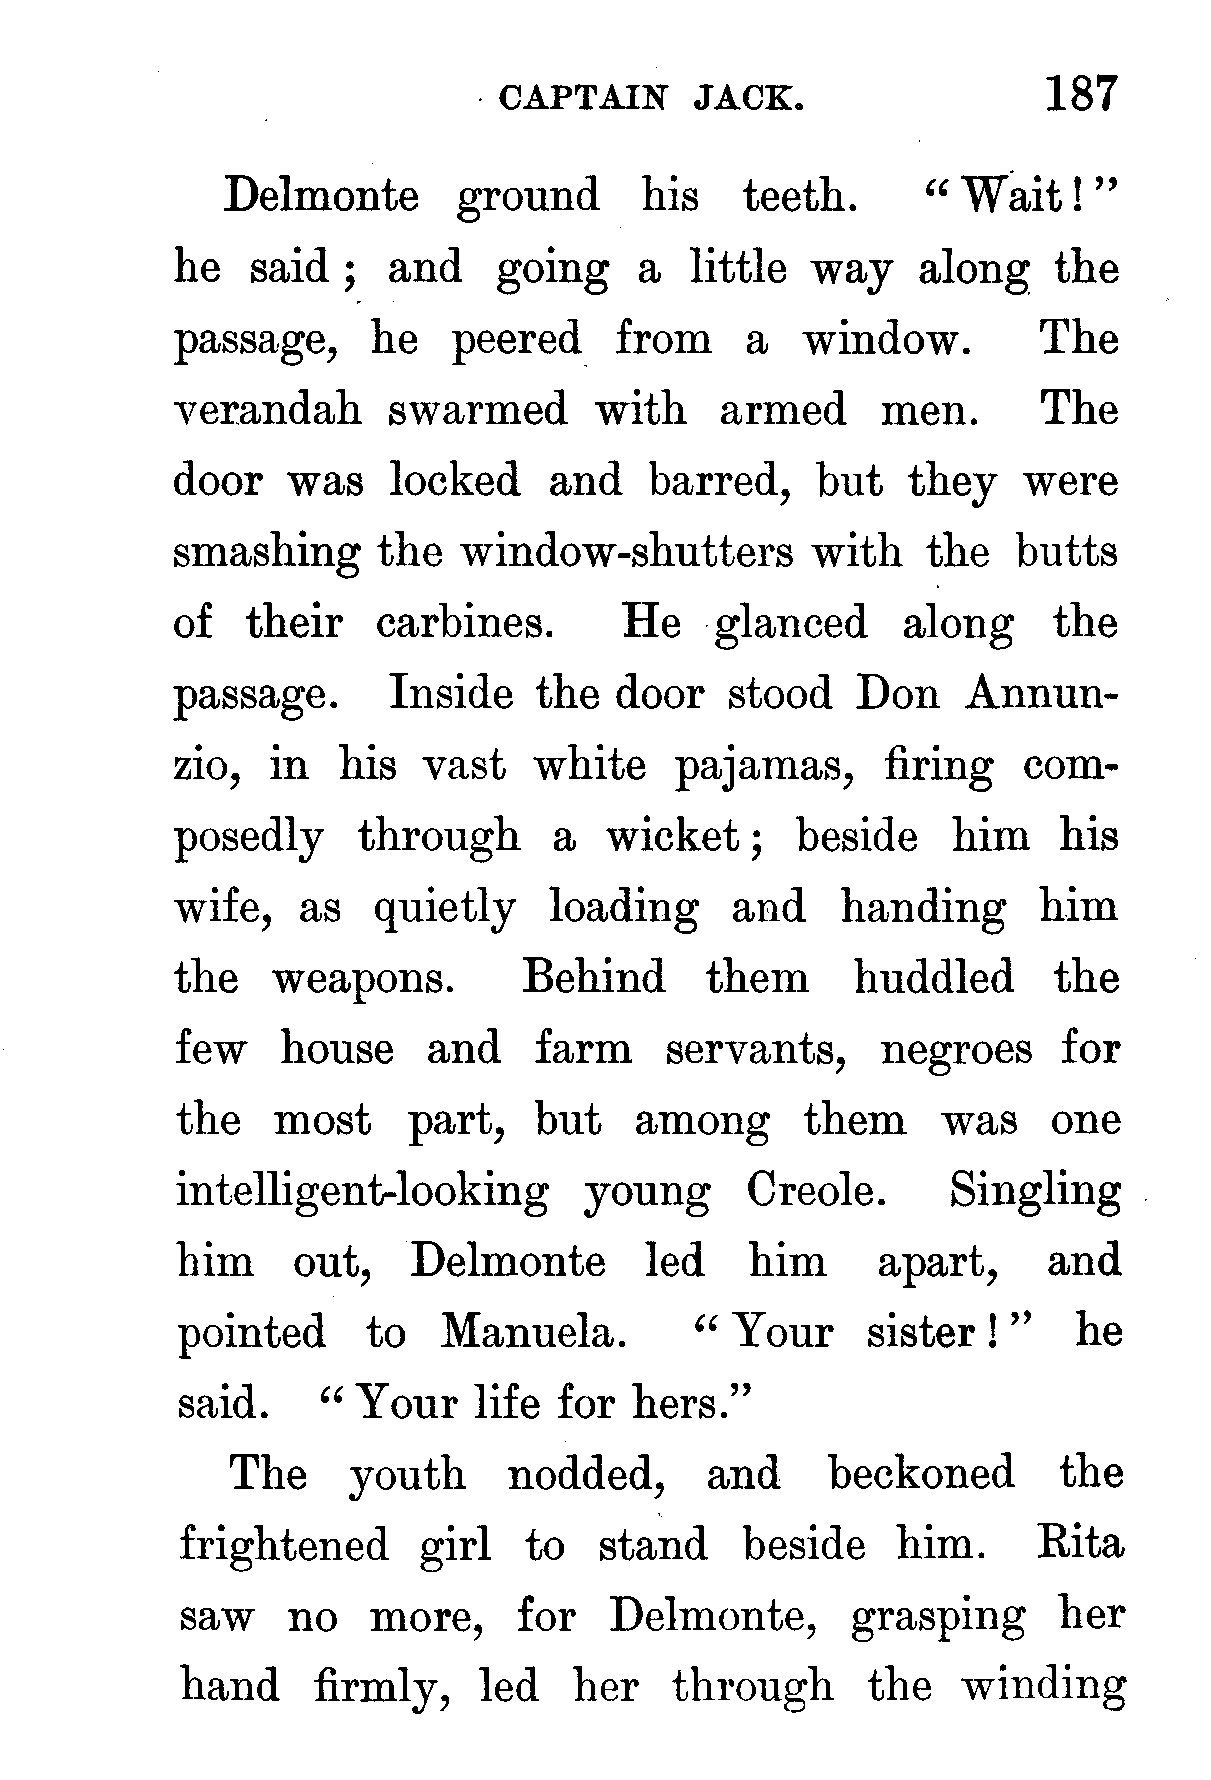 CAPTAIN JACK. 187
Delmonte ground his teeth. “Wait!”
he said; and going a little way along the
passage, he peered from a window. The
verandah swarmed with armed men. The
door was locked and barred, but they were
smashing the window-shutters with the butts
of their carbines. He glanced along the
passage. Inside the door stood Don Annun-
zio, in his vast white pajamas, firing com-
posedly through a wicket; beside him his
wife, as quietly loading and handing him
the weapons. Behind them huddled the
few house and farm servants, negroes for
the most part, but among them was one
intelligent-looking young Creole. Singling
him out, Delmonte led him apart, and
pointed to Manuela. “Your sister!” he
said. “Your life for hers.”
The youth nodded, and beckoned the
frightened girl to stand beside him. Rita
saw no more, for Delmonte, grasping her
hand firmly, led her through the winding